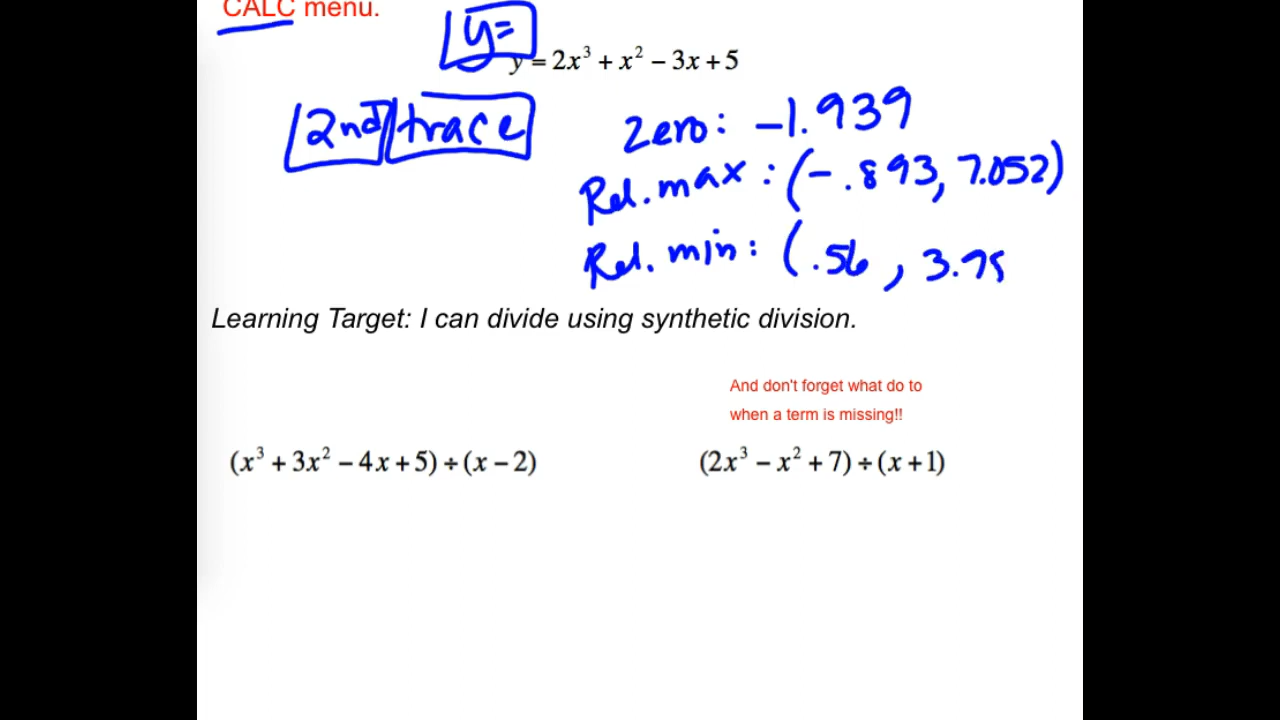 CALC menu.
y=
y = 2x³ + x² − 3x + 5
2nd trace
Zero: −1.939
Rel. max : (−.893, 7.052)
Rel. min : (.56 , 3.75
Learning Target: I can divide using synthetic division.
And don't forget what do to
when a term is missing!!
(x³ + 3x² − 4x + 5) ÷ (x − 2)
(2x³ − x² + 7) ÷ (x + 1)